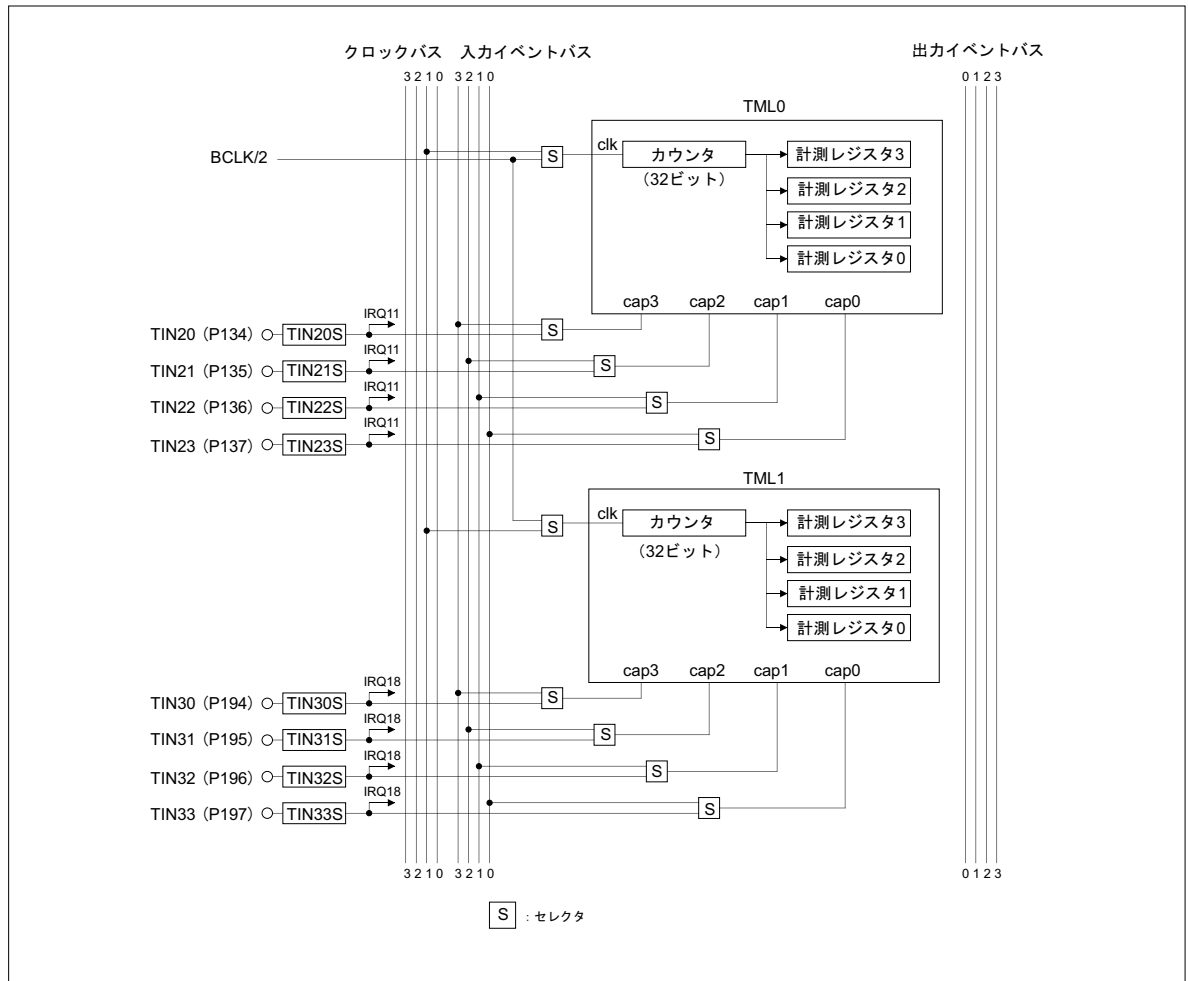 クロックバス 入力イベントバス 出力イベントバス
3 2 1 0 3 2 1 0 0 1 2 3
TML0
BCLK/2
S
clk
カウンタ
(32ビット)
計測レジスタ3
計測レジスタ2
計測レジスタ1
計測レジスタ0
cap3 cap2 cap1 cap0
TIN20 (P134) TIN20S IRQ11 S
TIN21 (P135) TIN21S IRQ11 S
TIN22 (P136) TIN22S IRQ11 S
TIN23 (P137) TIN23S IRQ11 S
TML1
S
clk
カウンタ
(32ビット)
計測レジスタ3
計測レジスタ2
計測レジスタ1
計測レジスタ0
cap3 cap2 cap1 cap0
TIN30 (P194) TIN30S IRQ18 S
TIN31 (P195) TIN31S IRQ18 S
TIN32 (P196) TIN32S IRQ18 S
TIN33 (P197) TIN33S IRQ18 S
3 2 1 0 3 2 1 0 0 1 2 3
S : セレクタ